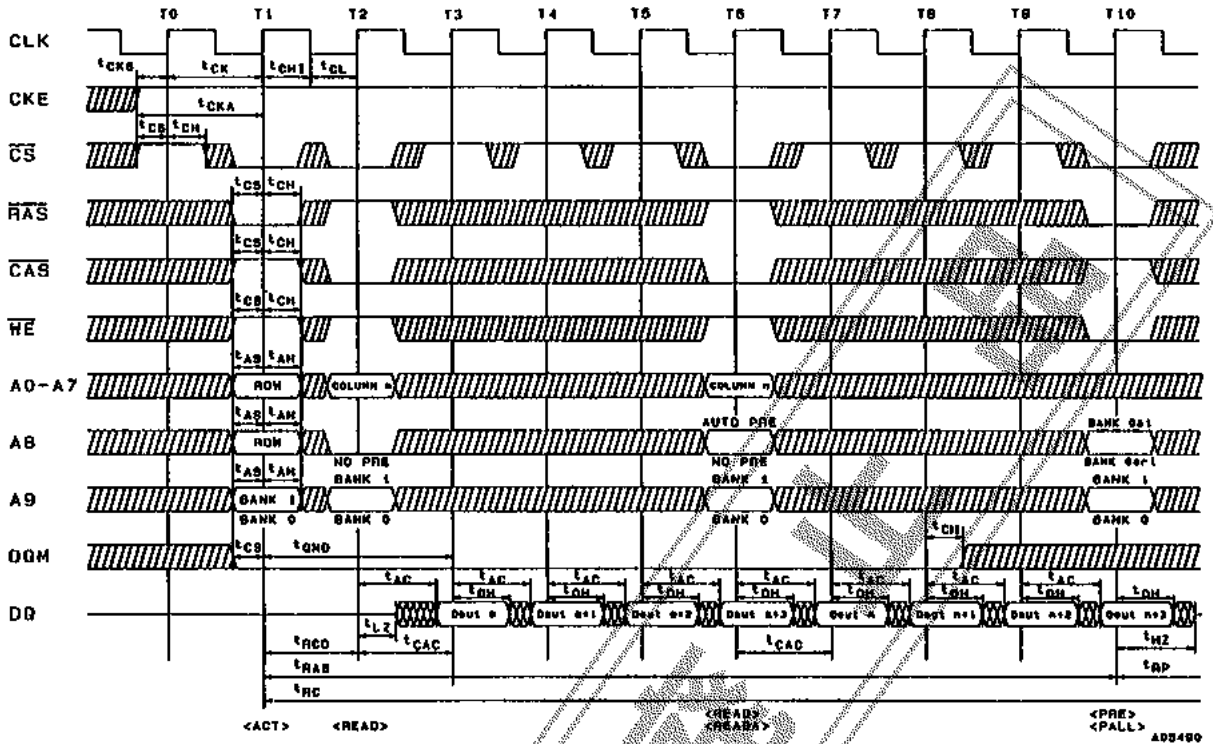 T0 T1 T2 T3 T4 T5 T6 T7 T8 T9 T10
CLK
tCKS tCK tCHI tCL
CKE
tCKA
tCS tCH
CS
tCS tCH
RAS
tCS tCH
CAS
tCS tCH
WE
tAS tAH
A0-A7 ROW COLUMN m COLUMN n
tAS tAH AUTO PRE BANK 0&1
A8 ROW
NO PRE NO PRE BANK 0or1
tAS tAH BANK 1 BANK 1 BANK 1
A9 BANK 1
BANK 0 BANK 0 BANK 0 BANK 0
tCS tQMD tCH
DQM
tAC tAC tAC tAC tAC tAC tAC tAC
tOH tOH tOH tOH tOH tOH tOH tOH
DQ Dout m Dout m+1 Dout m+2 Dout m+3 Dout n Dout n+1 Dout n+2 Dout n+3
tLZ
tRCD tCAC tCAC tHZ
tRAS tRP
tRC
<ACT> <READ> <READ> <PRE>
<READA> <PALL>
A05490